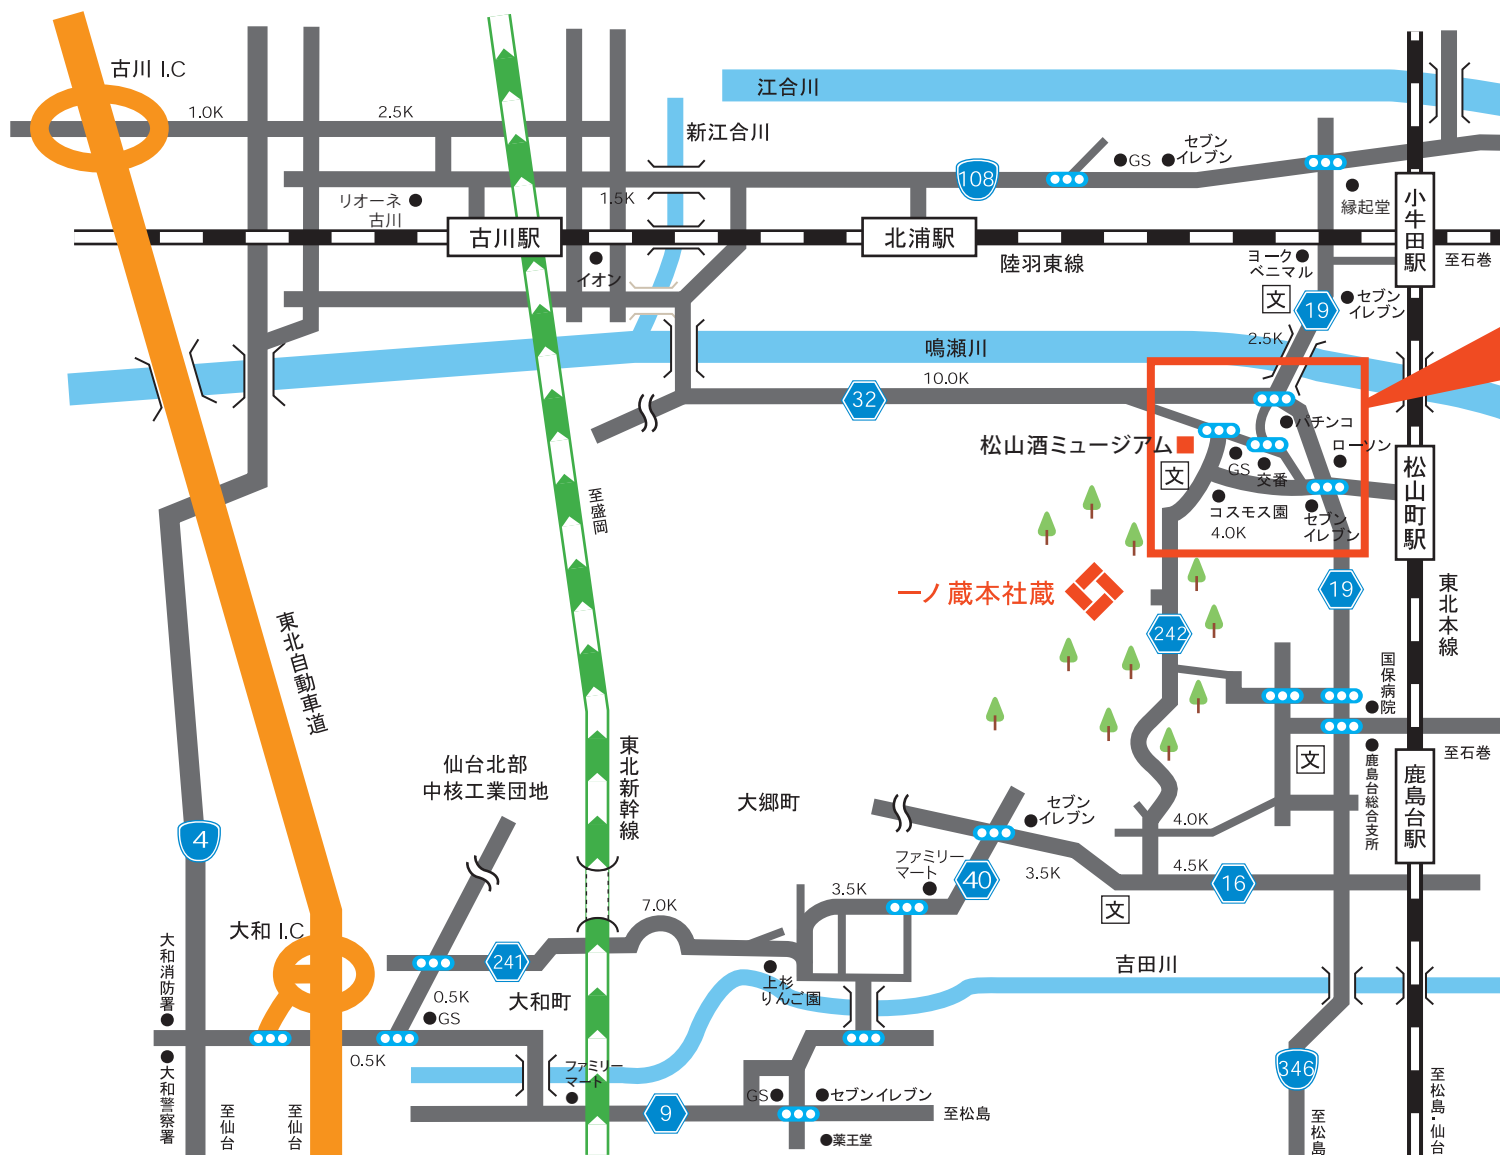 古川 I.C
1.0K
2.5K
江合川
新江合川
セブン
イレブン
GS
108
リオーネ
古川
1.5K
縁起堂
小牛田駅
古川駅
北浦駅
陸羽東線
イオン
ヨーク
ベニマル
至石巻
文
19
セブン
イレブン
2.5K
鳴瀬川
10.0K
32
パチンコ
松山酒ミュージアム
ローソン
GS
交番
文
松山町駅
コスモス園
4.0K
セブン
イレブン
至盛岡
一ノ蔵本社蔵
19
東北本線
242
東北自動車道
国保病院
文
至石巻
鹿島台総合支所
鹿島台駅
仙台北部
中核工業団地
東北新幹線
大郷町
セブン
イレブン
4.0K
4
ファミリー
マート
40
3.5K
4.5K
16
3.5K
文
7.0K
大和 I.C
241
吉田川
大和消防署
0.5K
大和町
上杉
りんご園
GS
0.5K
ファミリー
マート
346
大和警察署
至仙台
至仙台
9
GS
セブンイレブン
至松島
薬王堂
至松島
至松島・仙台